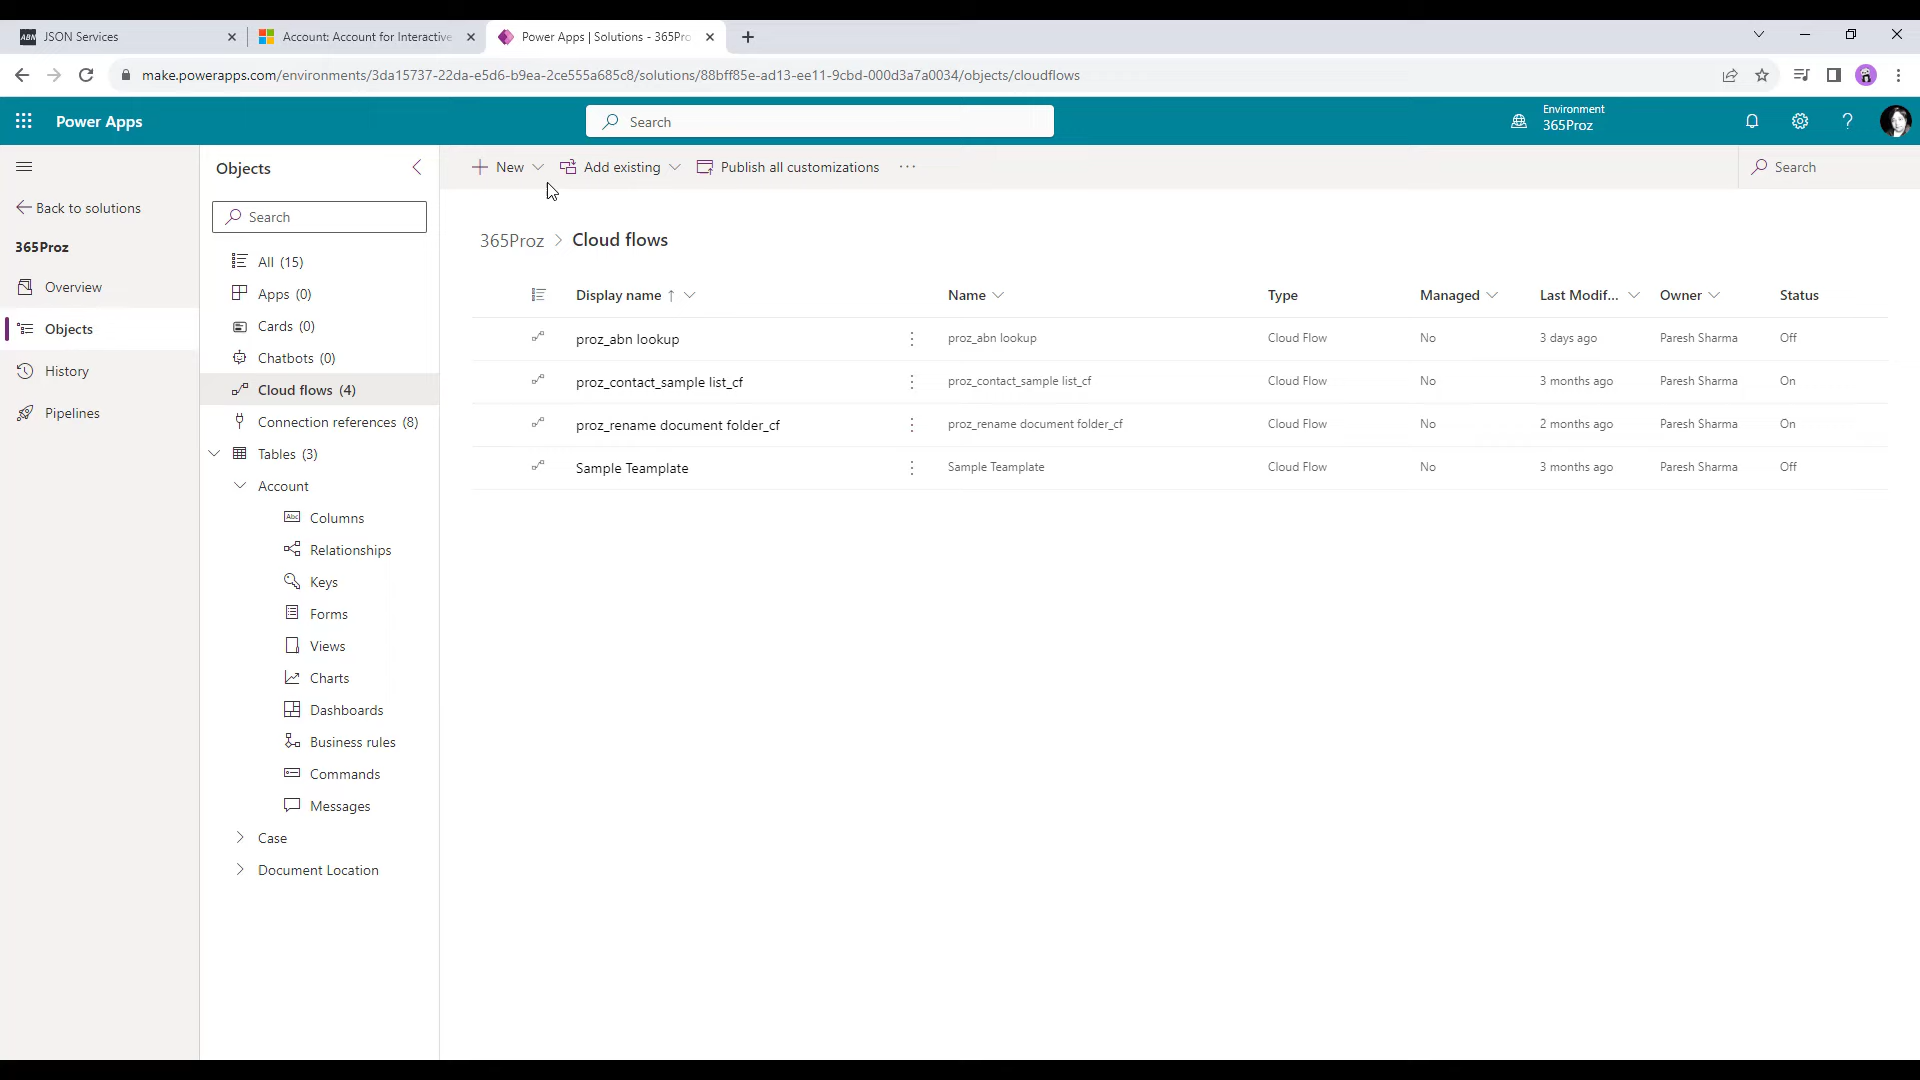 JSON Services
Account: Account for Interactive
Power Apps | Solutions - 365Pro
make.powerapps.com/environments/3da15737-22da-e5d6-b9ea-2ce555a685c8/solutions/88bff85e-ad13-ee11-9cbd-000d3a7a0034/objects/cloudflows
Power Apps
Search
Environment
365Proz
Back to solutions
365Proz
Overview
Objects
History
Pipelines
Objects
Search
All (15)
Apps (0)
Cards (0)
Chatbots (0)
Cloud flows (4)
Connection references (8)
Tables (3)
Account
Columns
Relationships
Keys
Forms
Views
Charts
Dashboards
Business rules
Commands
Messages
Case
Document Location
New Add existing Publish all customizations ··· Search
365Proz > Cloud flows
Display name ↑ Name Type Managed Last Modif... Owner Status
proz_abn lookup proz_abn lookup Cloud Flow No 3 days ago Paresh Sharma Off
proz_contact_sample list_cf proz_contact_sample list_cf Cloud Flow No 3 months ago Paresh Sharma On
proz_rename document folder_cf proz_rename document folder_cf Cloud Flow No 2 months ago Paresh Sharma On
Sample Teamplate Sample Teamplate Cloud Flow No 3 months ago Paresh Sharma Off